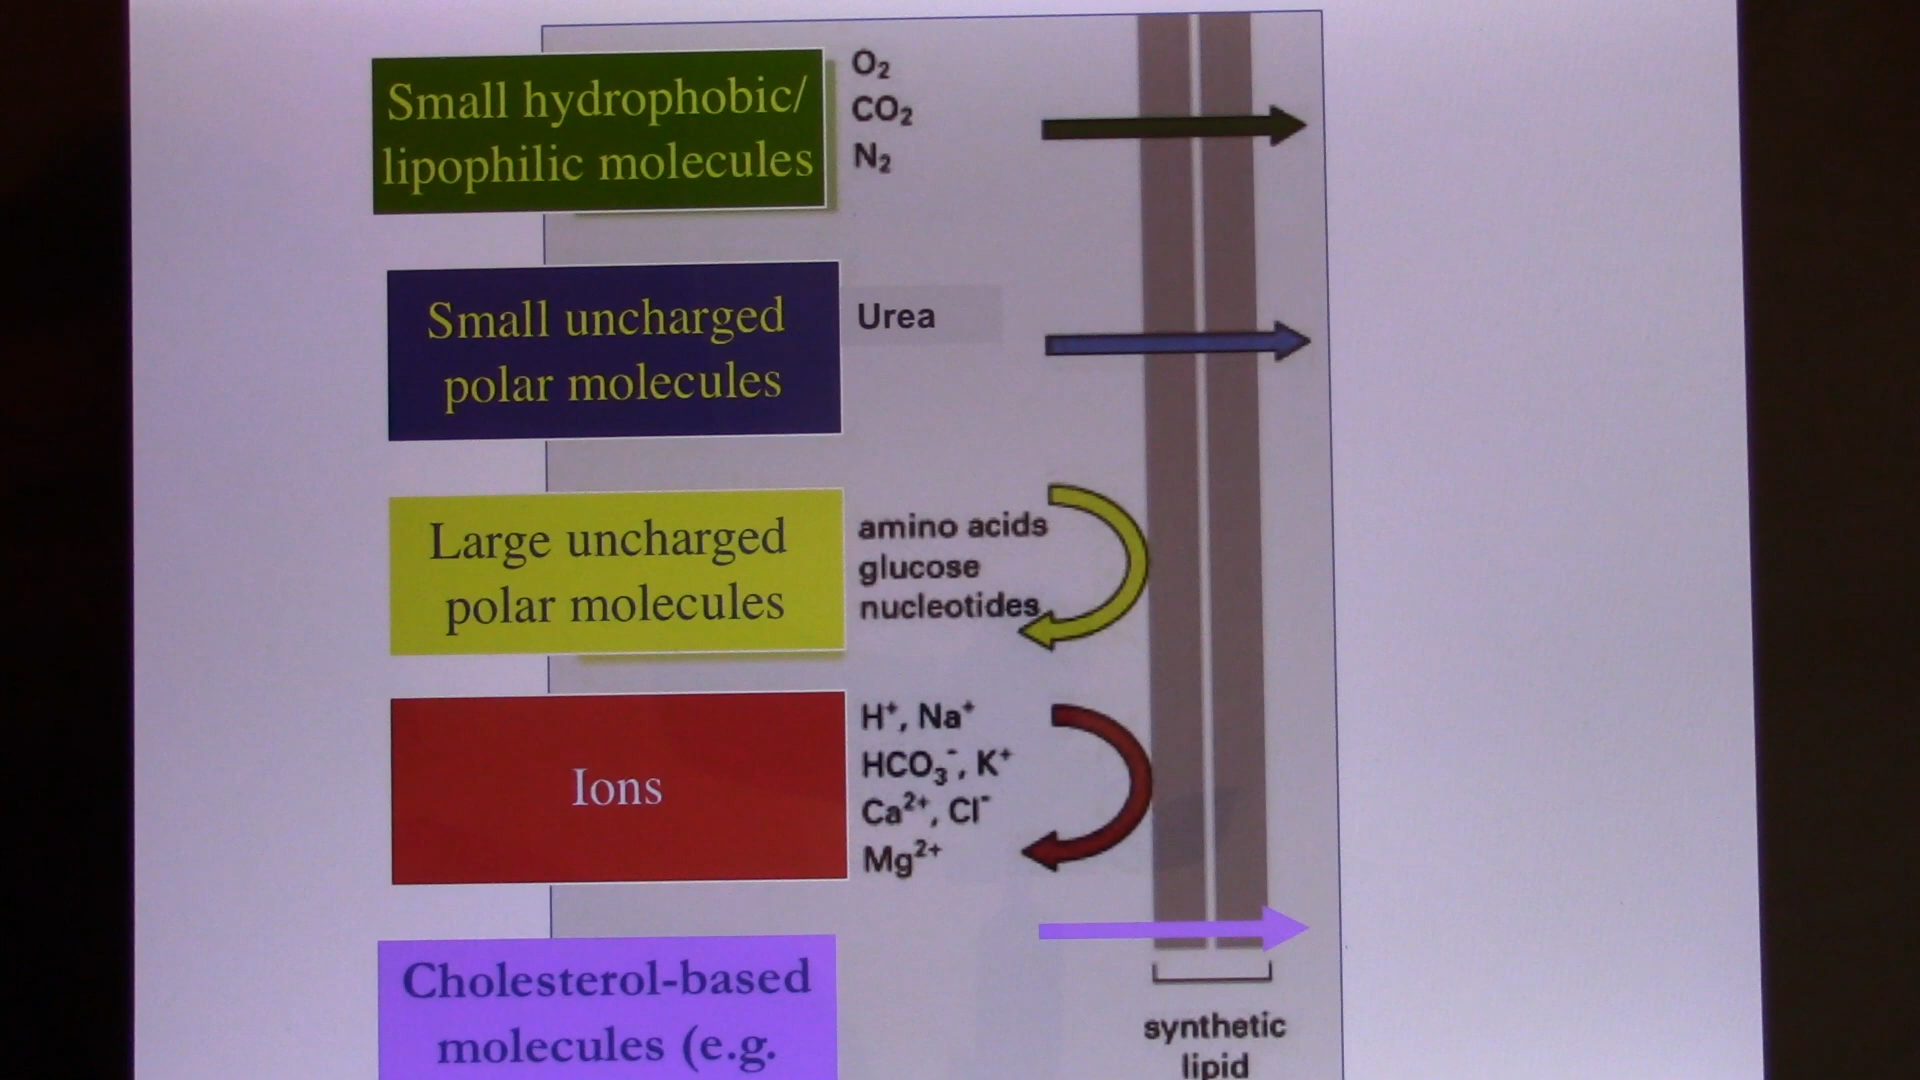 Small hydrophobic/
lipophilic molecules
O₂
CO₂
N₂
Small uncharged
polar molecules
Urea
Large uncharged
polar molecules
amino acids
glucose
nucleotides
Ions
H⁺, Na⁺
HCO₃⁻, K⁺
Ca²⁺, Cl⁻
Mg²⁺
Cholesterol-based
molecules (e.g.
synthetic
lipid